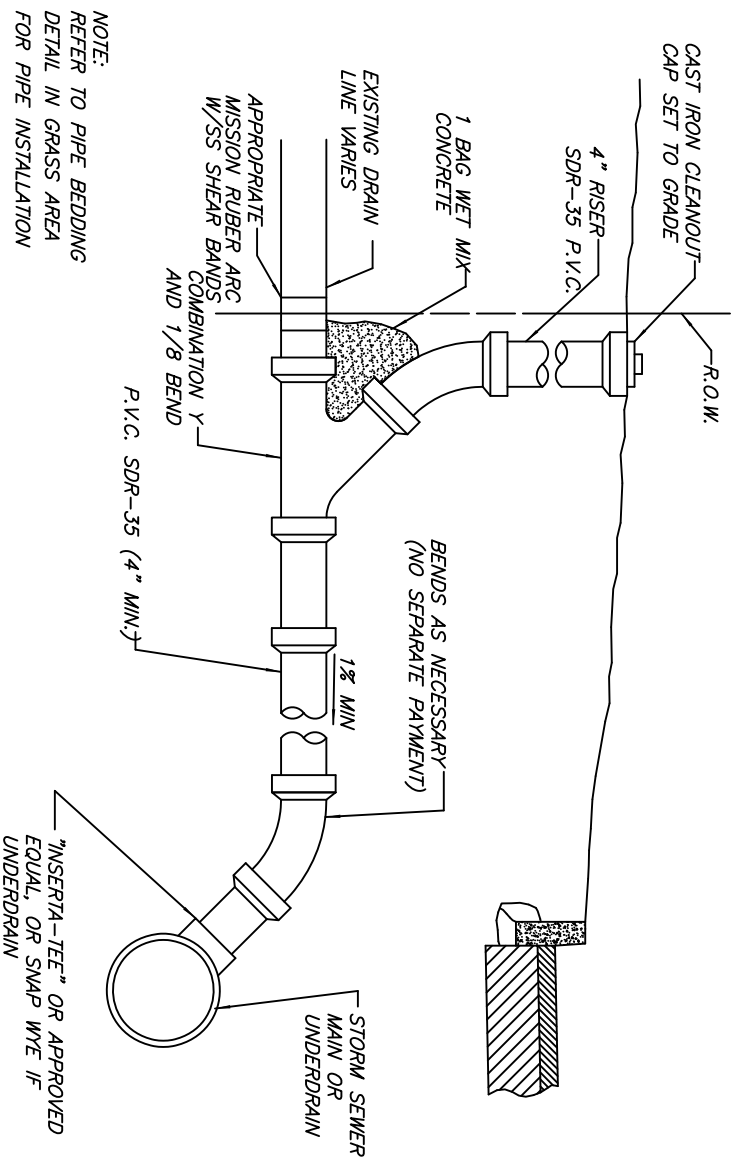 CAST IRON CLEANOUT
CAP SET TO GRADE
R.O.W.
4" RISER
SDR-35 P.V.C.
1 BAG WET MIX
CONCRETE
EXISTING DRAIN
LINE VARIES
APPROPRIATE
MISSION RUBER ARC
W/SS SHEAR BANDS
COMBINATION Y
AND 1/8 BEND
P.V.C. SDR-35 (4" MIN.)
BENDS AS NECESSARY
(NO SEPARATE PAYMENT)
1% MIN
STORM SEWER
MAIN OR
UNDERDRAIN
"INSERTA-TEE" OR APPROVED
EQUAL, OR SNAP WYE IF
UNDERDRAIN
NOTE:
REFER TO PIPE BEDDING
DETAIL IN GRASS AREA
FOR PIPE INSTALLATION